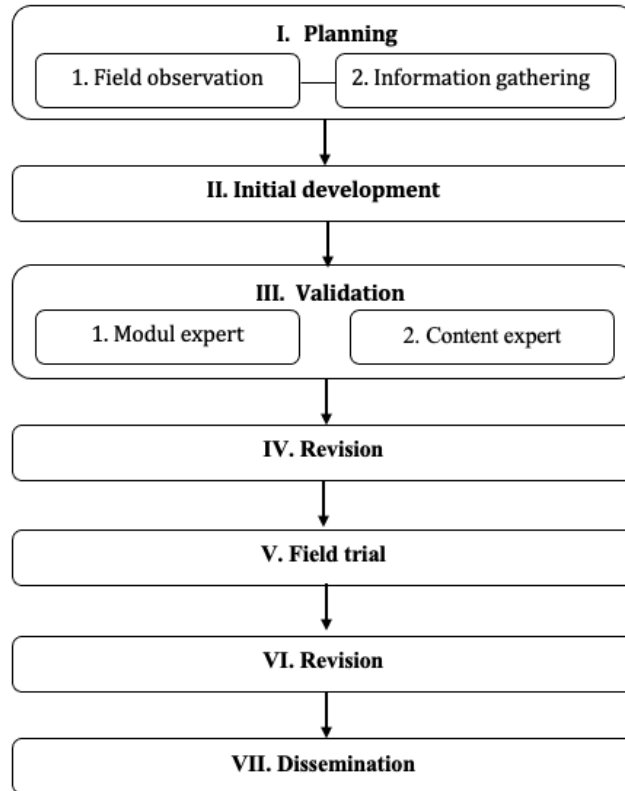 I. Planning
1. Field observation
2. Information gathering
II. Initial development
III. Validation
1. Modul expert
2. Content expert
IV. Revision
V. Field trial
VI. Revision
VII. Dissemination